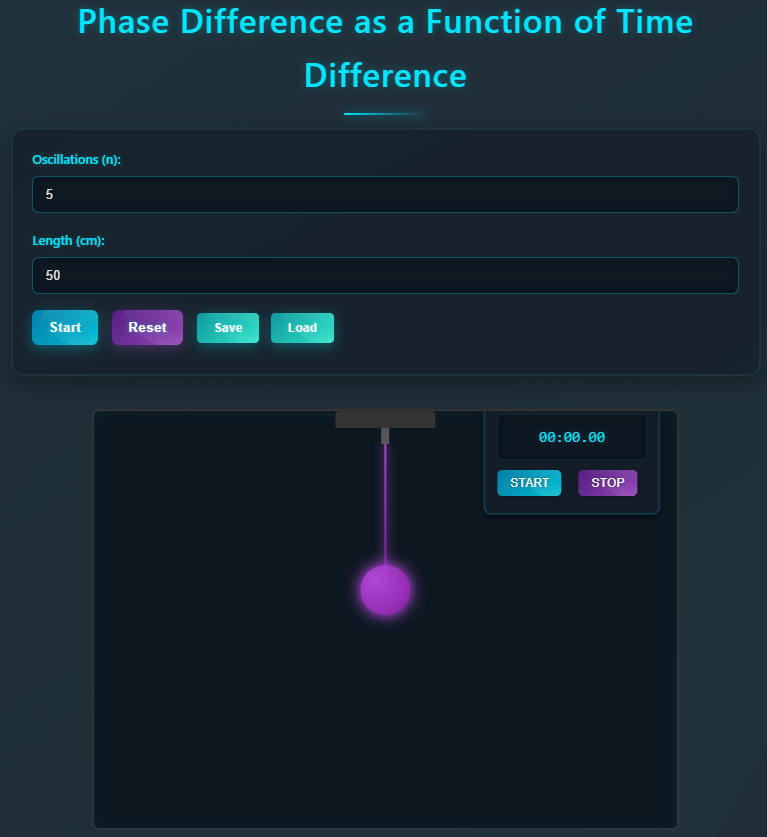 Phase Difference as a Function of Time
Difference
Oscillations (n):
5
Length (cm):
50
Start Reset Save Load
00:00.00
START STOP